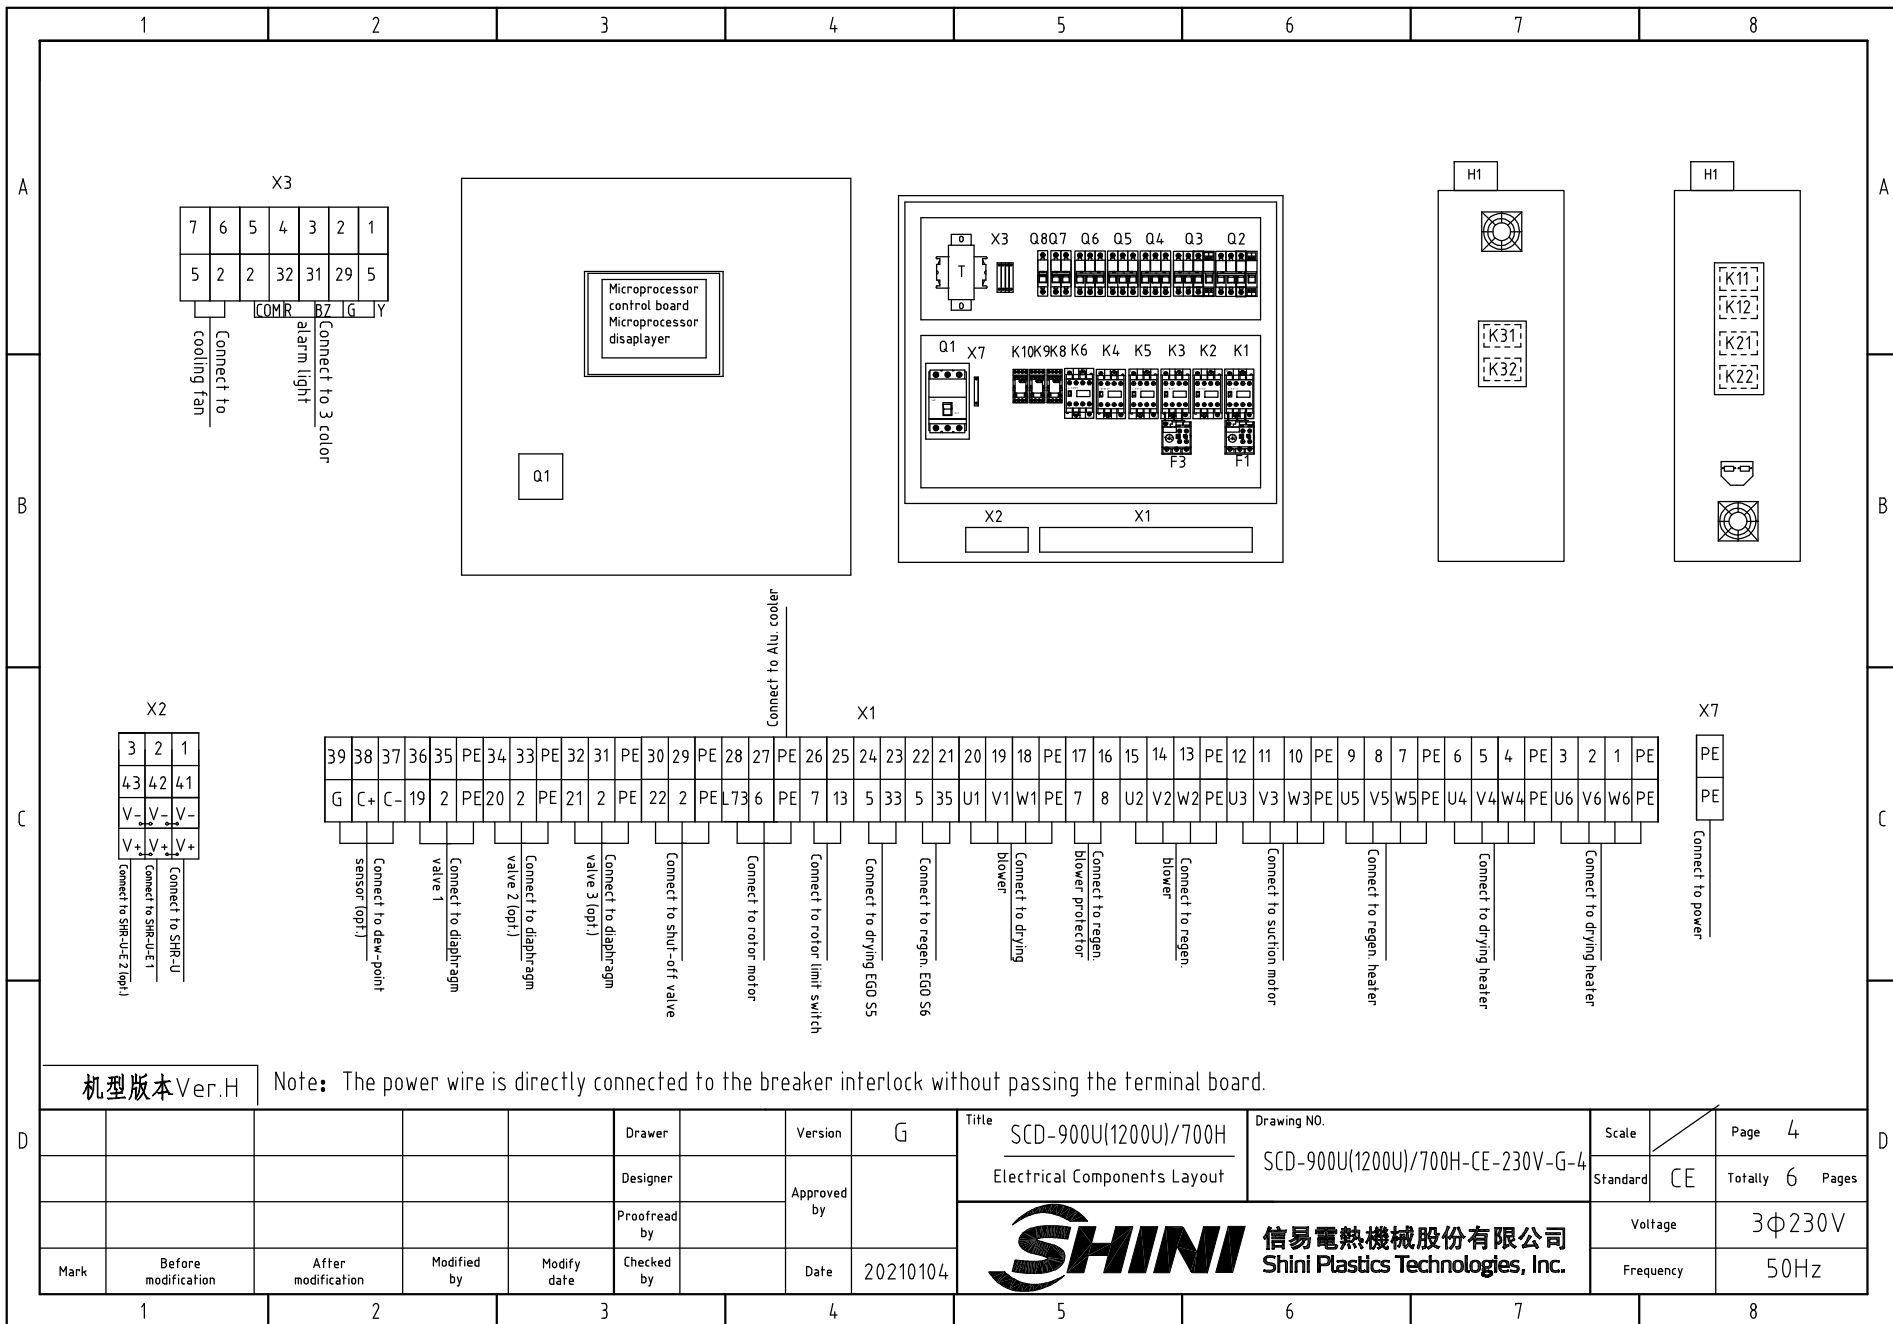 1 2 3 4 5 6 7 8
A
A
X3
7 6 5 4 3 2 1
5 2 2 32 31 29 5
COM R BZ G Y
Connect to
cooling fan
Connect to 3 color
alarm light
Microprocessor
control board
Microprocessor
disaplayer
Q1
T
X3 Q8 Q7 Q6 Q5 Q4 Q3 Q2
Q1 X7 K10 K9 K8 K6 K4 K5 K3 K2 K1
F3 F1
X2 X1
H1
K31
K32
H1
K11
K12
K21
K22
B
B
X2
3 2 1
43 42 41
V- V- V-
V+ V+ V+
Connect to SHR-U-E 2 (opt.)
Connect to SHR-U-E 1
Connect to SHR-U
Connect to Alu. cooler
X1
39 38 37 36 35 PE 34 33 PE 32 31 PE 30 29 PE 28 27 PE 26 25 24 23 22 21 20 19 18 PE 17 16 15 14 13 PE 12 11 10 PE 9 8 7 PE 6 5 4 PE 3 2 1 PE
G C+ C- 19 2 PE 20 2 PE 21 2 PE 22 2 PE L73 6 PE 7 13 5 33 5 35 U1 V1 W1 PE 7 8 U2 V2 W2 PE U3 V3 W3 PE U5 V5 W5 PE U4 V4 W4 PE U6 V6 W6 PE
Connect to dew-point
sensor (opt.)
Connect to diaphragm
valve 1
Connect to diaphragm
valve 2 (opt.)
Connect to diaphragm
valve 3 (opt.)
Connect to shut-off valve
Connect to rotor motor
Connect to rotor limit switch
Connect to drying EGO S5
Connect to regen. EGO S6
Connect to drying
blower
Connect to regen.
blower protector
Connect to regen.
blower
Connect to suction motor
Connect to regen. heater
Connect to drying heater
Connect to drying heater
X7
PE
PE
Connect to power
C
C
机型版本Ver.H
Note: The power wire is directly connected to the breaker interlock without passing the terminal board.
D
D
Mark
Before
modification
After
modification
Modified
by
Modify
date
Drawer
Designer
Proofread
by
Checked
by
Version G
Approved
by
Date 20210104
Title
SCD-900U(1200U)/700H
Electrical Components Layout
Drawing NO.
SCD-900U(1200U)/700H-CE-230V-G-4
Scale
Page 4
Standard CE
Totally 6 Pages
Voltage 3Φ230V
Frequency 50Hz
SHINI
信易電熱機械股份有限公司
Shini Plastics Technologies, Inc.
1 2 3 4 5 6 7 8